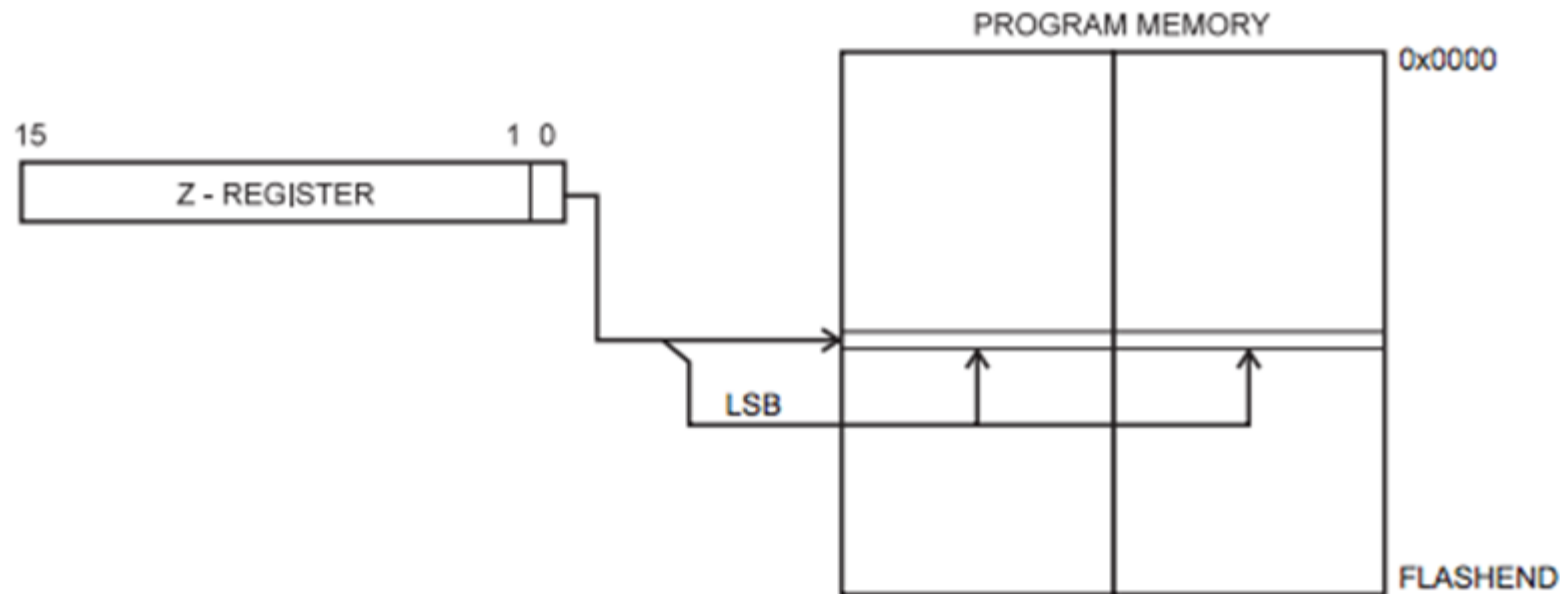 PROGRAM MEMORY
0x0000
15 1 0
Z - REGISTER
LSB
FLASHEND